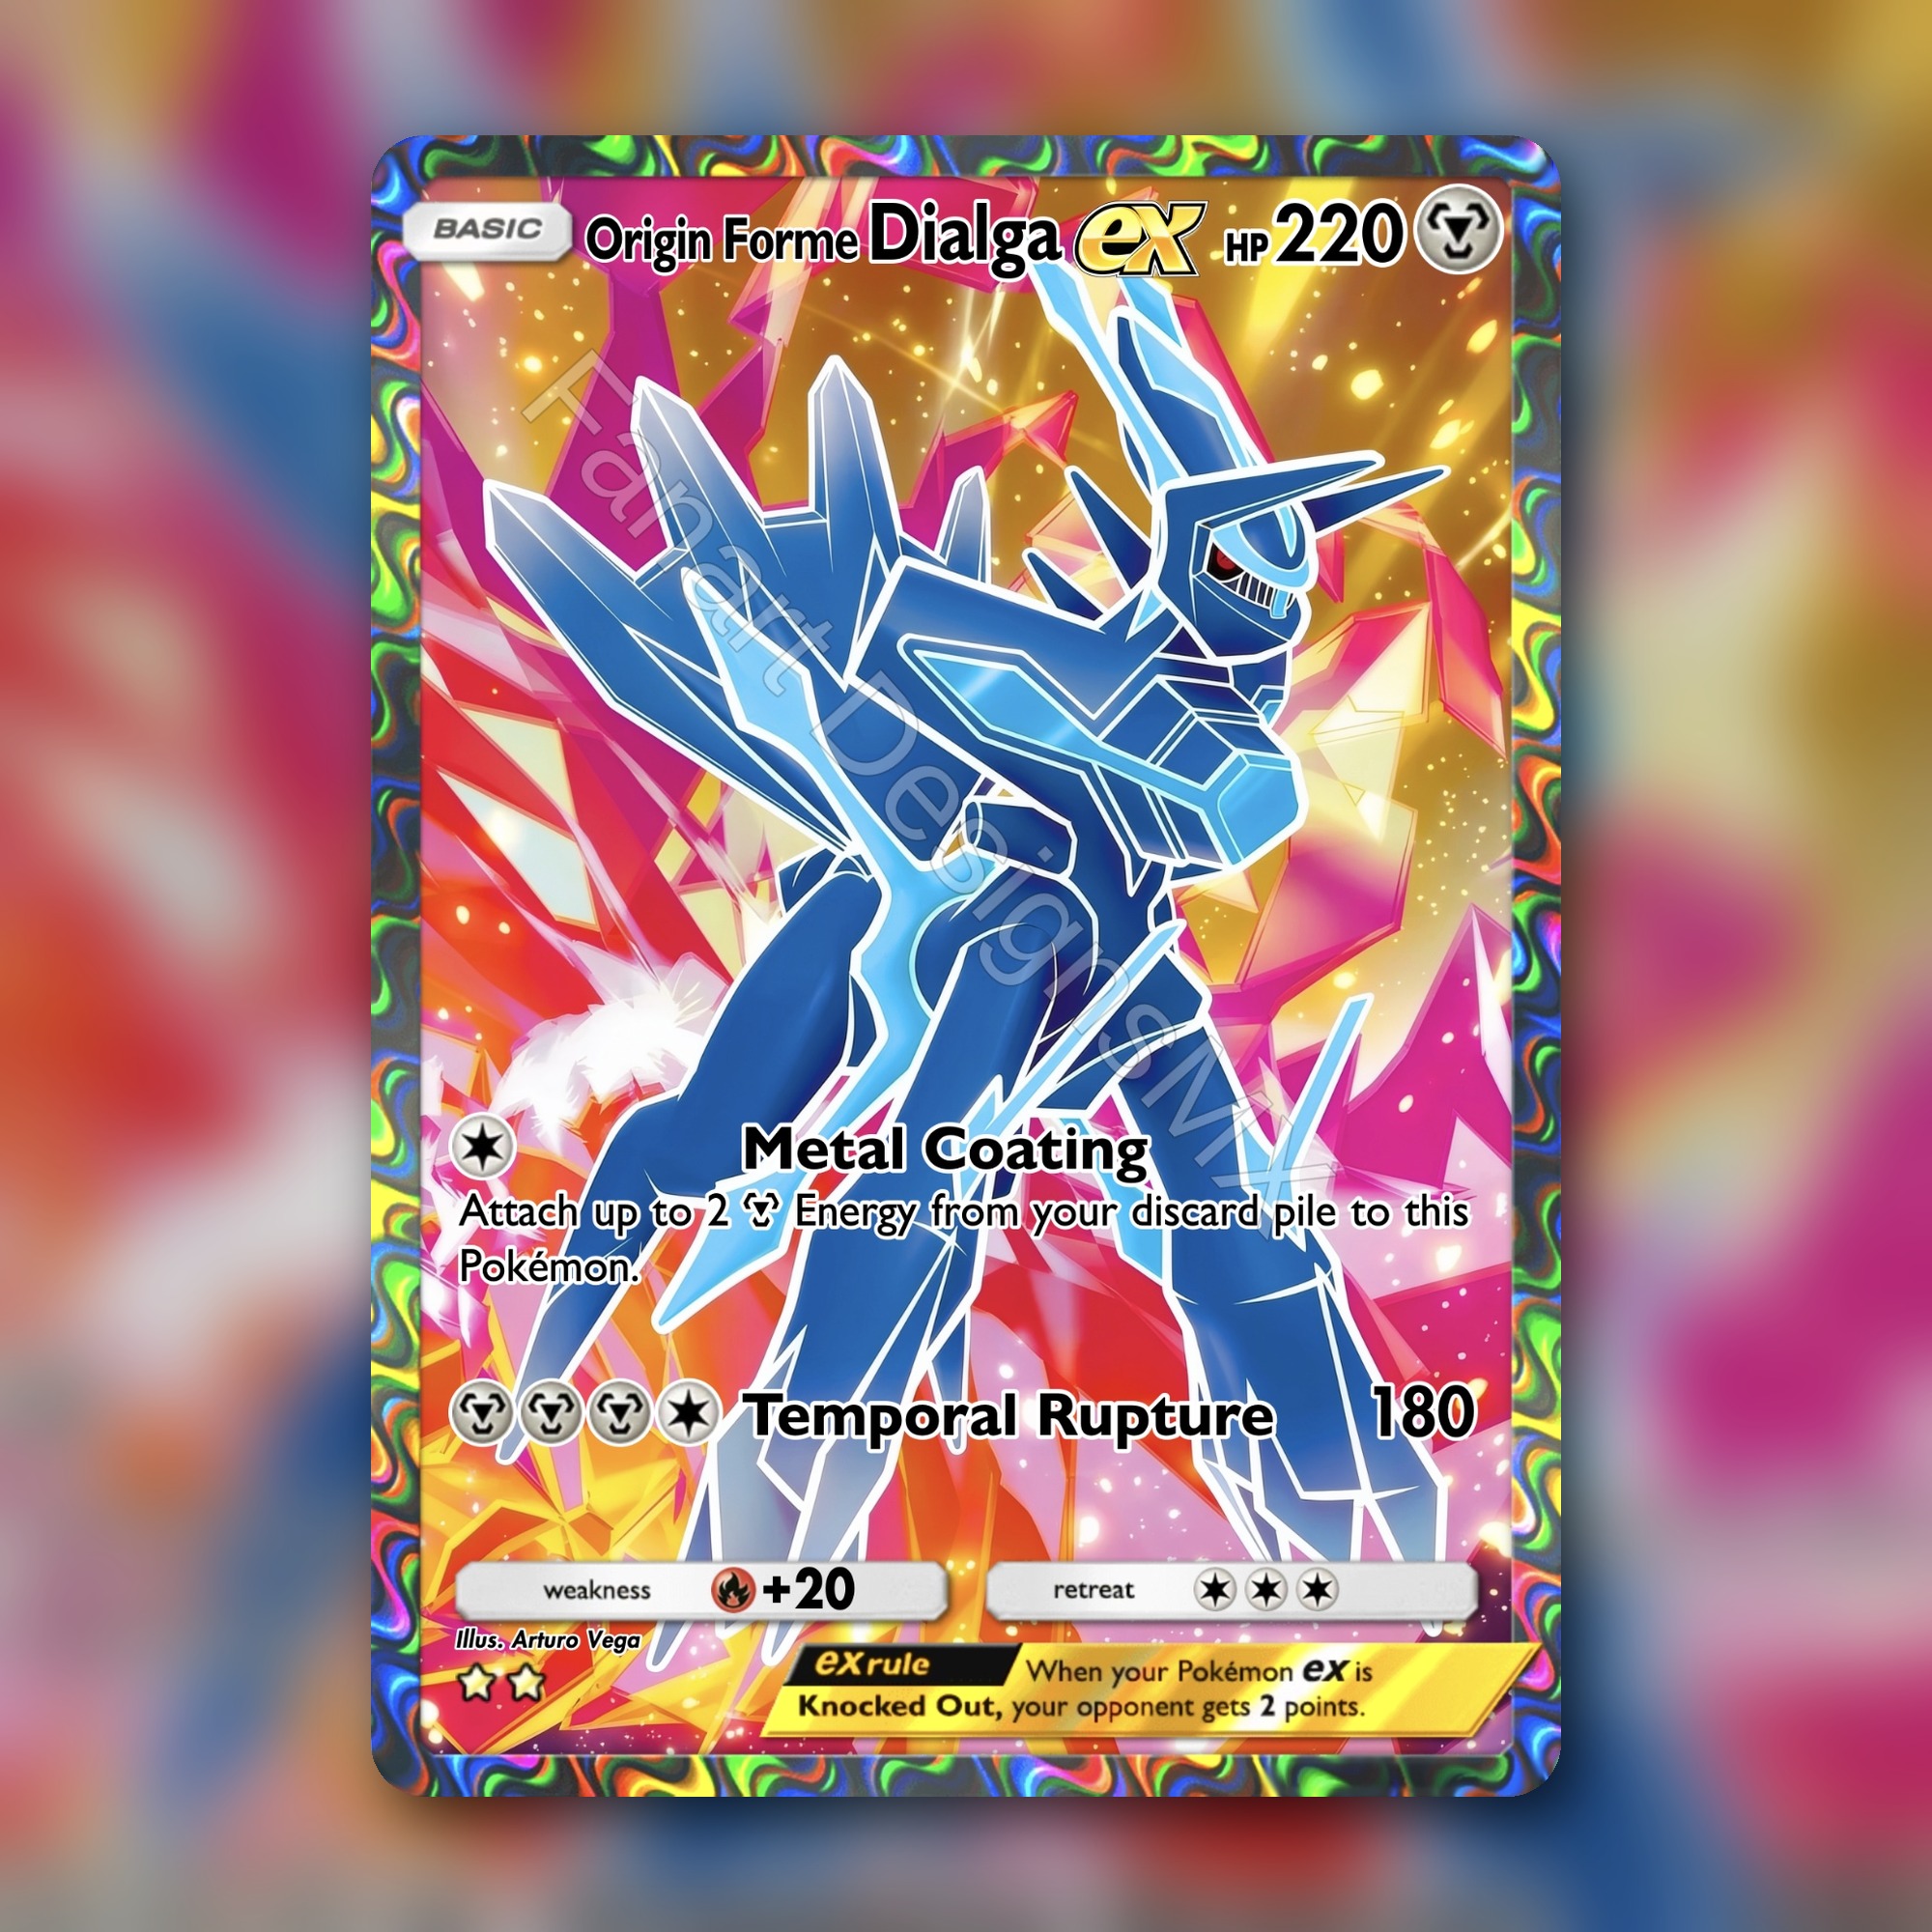 BASIC Origin Forme Dialga ex HP 220
Metal Coating
Attach up to 2 Energy from your discard pile to this
Pokémon.
Temporal Rupture 180
weakness +20 retreat
Illus. Arturo Vega
ex rule When your Pokémon ex is
Knocked Out, your opponent gets 2 points.
Fanart DesignsMX